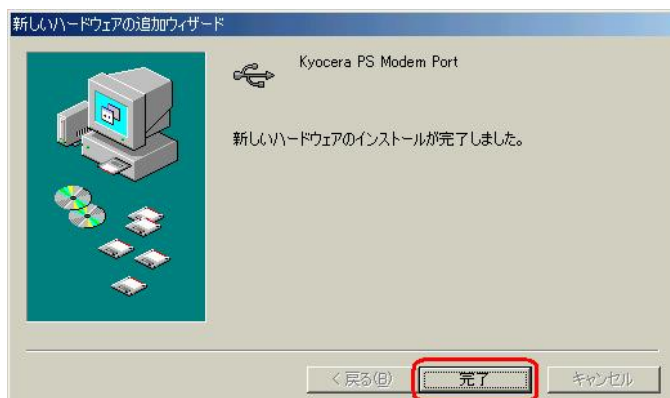 新しいハードウェアの追加ウィザード
Kyocera PS Modem Port
新しいハードウェアのインストールが完了しました。
< 戻る(B)
完了
キャンセル